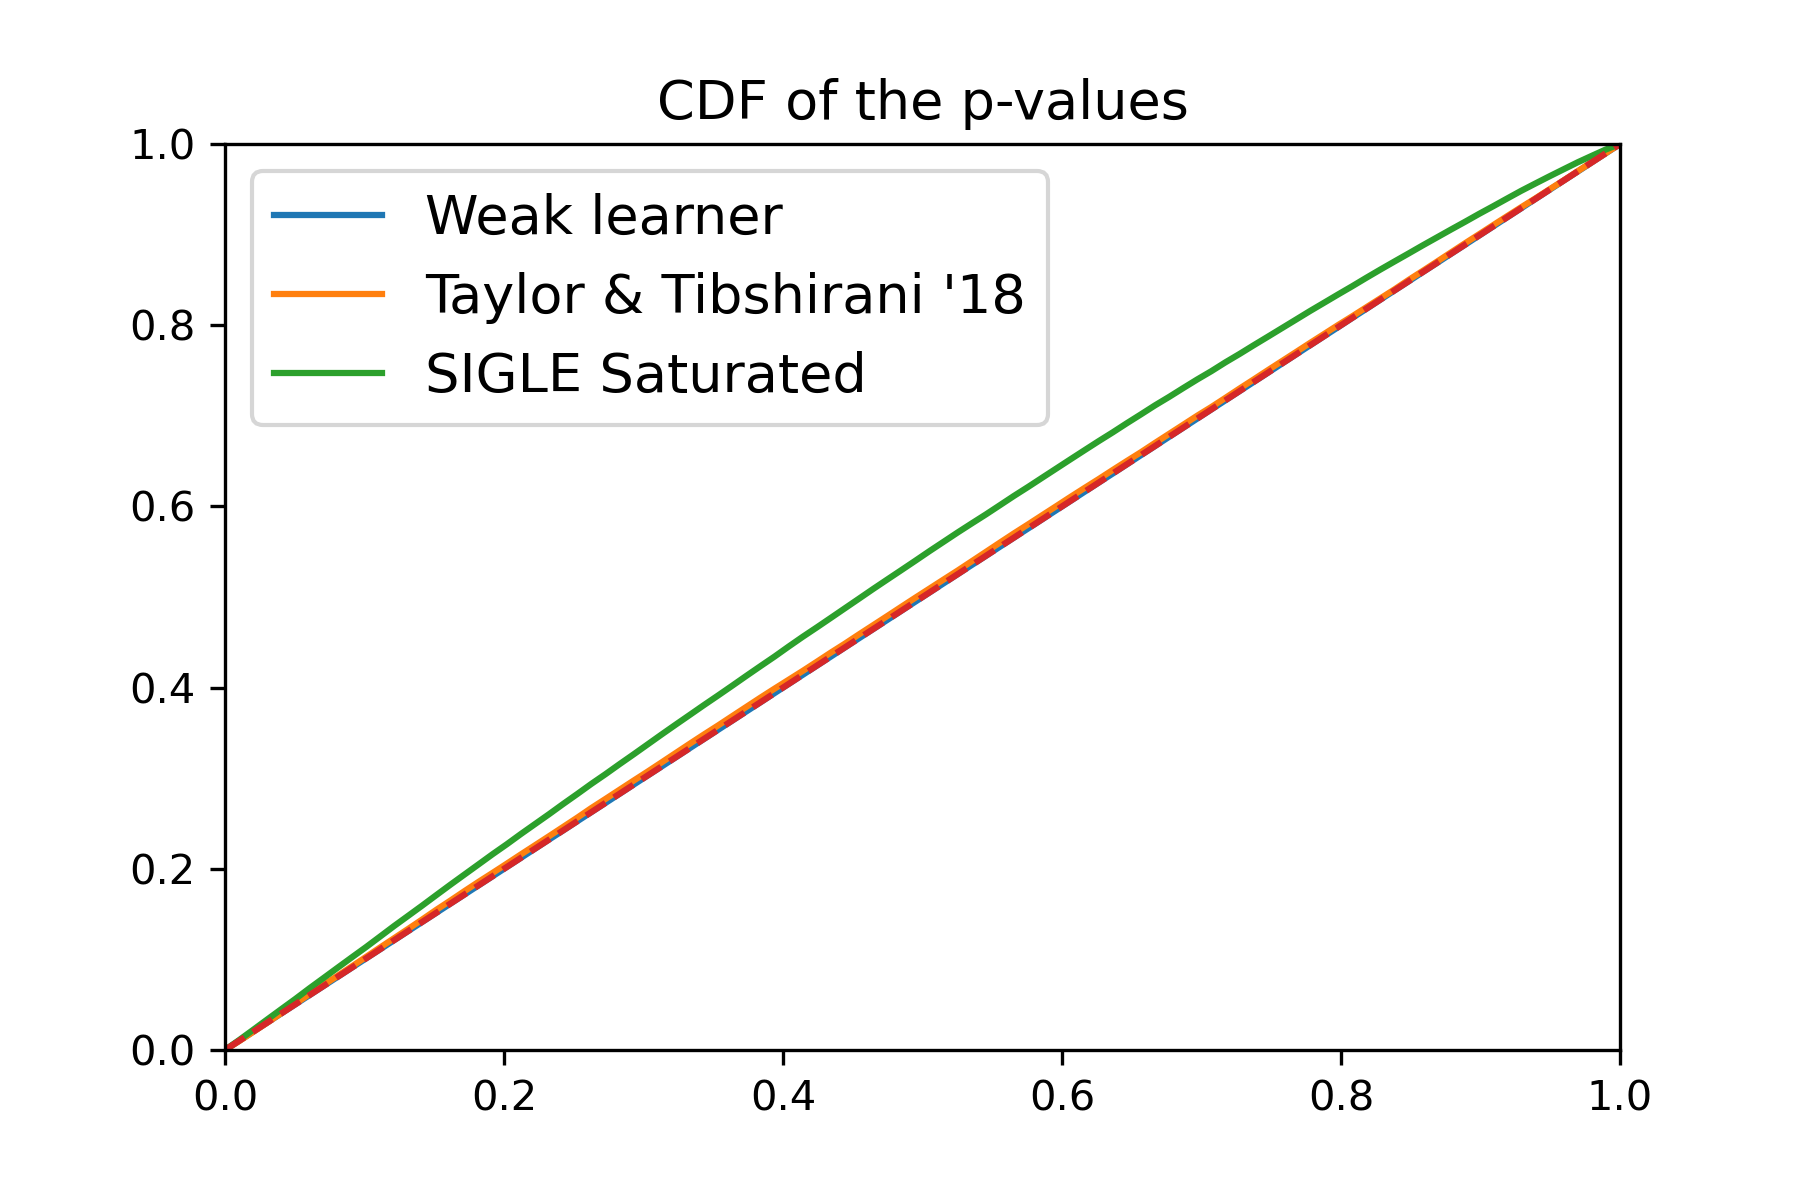 CDF of the p-values
Weak learner
Taylor & Tibshirani '18
SIGLE Saturated
1.0
0.8
0.6
0.4
0.2
0.0
0.0 0.2 0.4 0.6 0.8 1.0